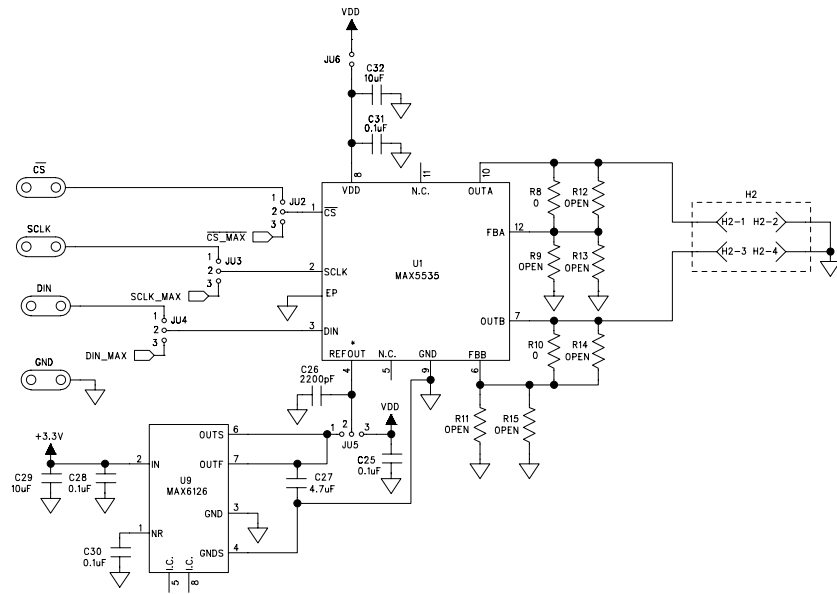 VDD
JU6
C32
10uF
C31
0.1uF
8
11
10
VDD
N.C.
OUTA
CS
1
2
3
JU2
1
CS
CS_MAX
SCLK
1
2
3
JU3
2
SCLK
SCLK_MAX
EP
DIN
1
2
3
JU4
3
DIN
DIN_MAX
GND
U1
MAX5535
FBA
12
OUTB
7
*
REFOUT
N.C.
GND
FBB
4
5
9
6
R8
0
R12
OPEN
R9
OPEN
R13
OPEN
R10
0
R14
OPEN
R11
OPEN
R15
OPEN
H2
H2-1
H2-2
H2-3
H2-4
C26
2200pF
VDD
1
2
3
JU5
C25
0.1uF
+3.3V
C29
10uF
C28
0.1uF
2
IN
U9
MAX6126
OUTS
6
OUTF
7
C27
4.7uF
GND
3
GNDS
4
1
NR
C30
0.1uF
I.C.
I.C.
5
8